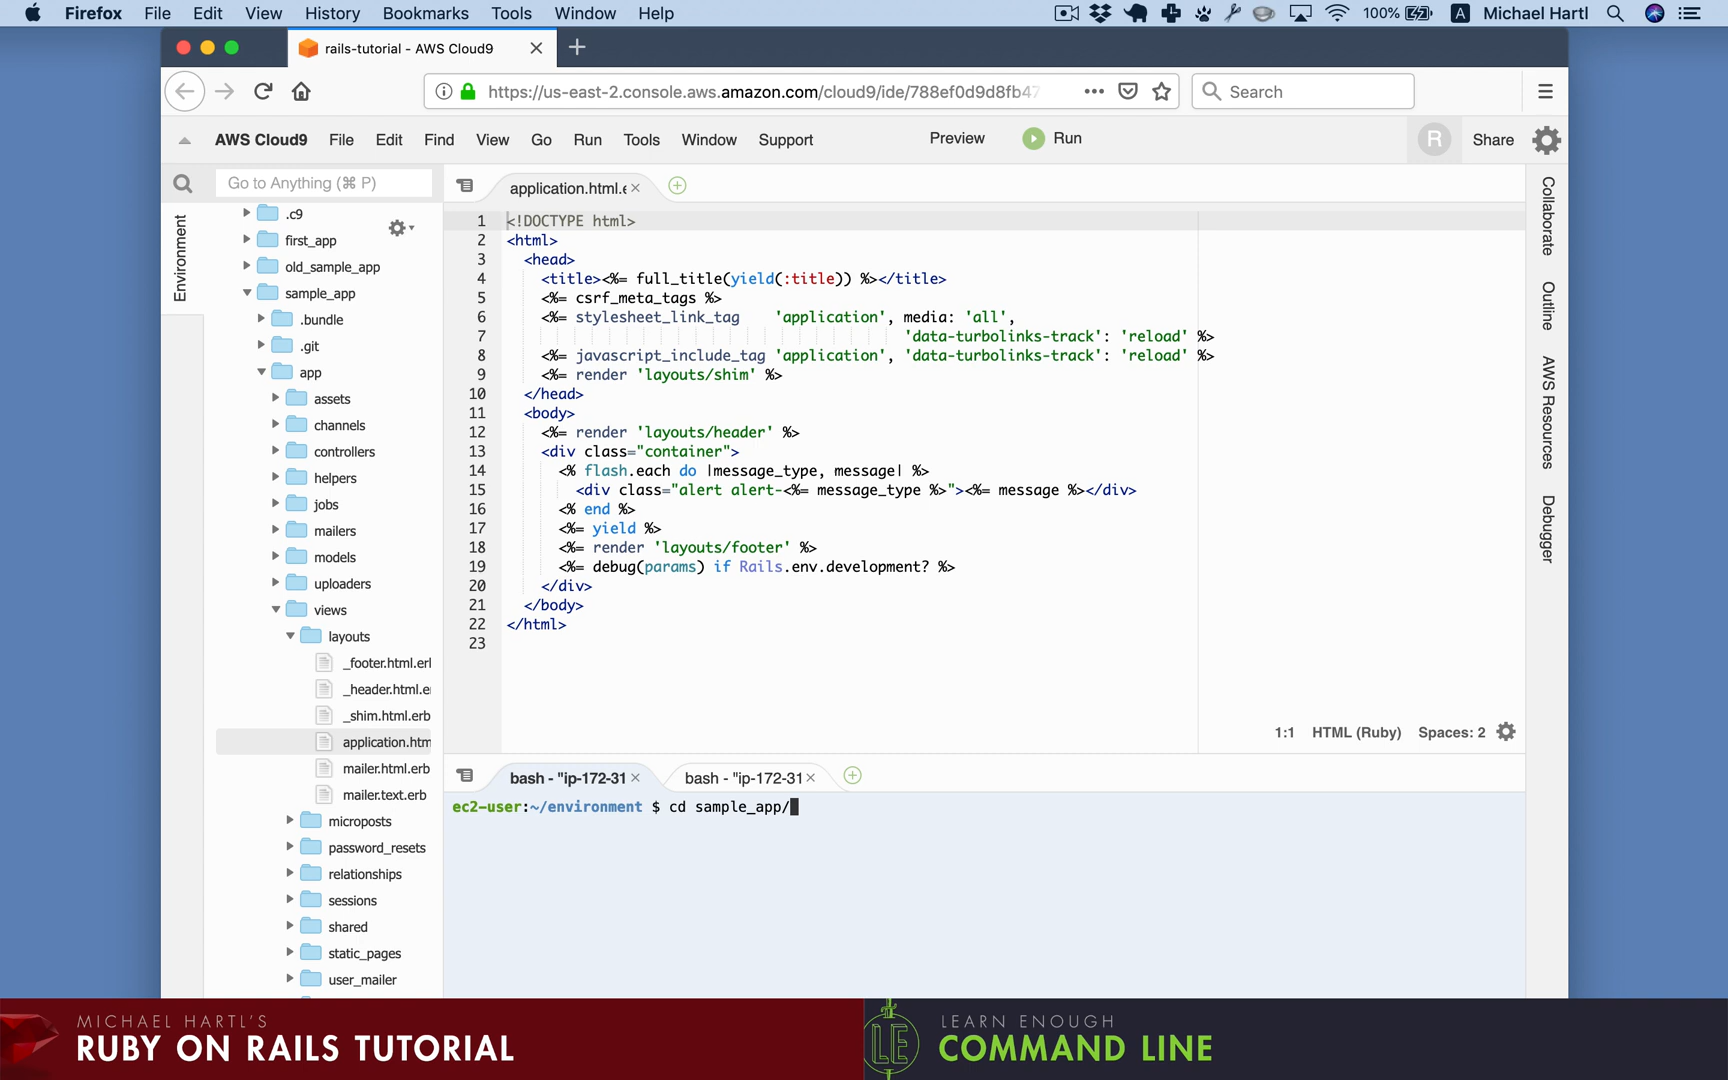 Firefox File Edit View History Bookmarks Tools Window Help 100% A Michael Hartl
rails-tutorial - AWS Cloud9
https://us-east-2.console.aws.amazon.com/cloud9/ide/788ef0d9d8fb47 Search
AWS Cloud9 File Edit Find View Go Run Tools Window Support Preview Run R Share
Go to Anything (⌘ P)
Environment
.c9
first_app
old_sample_app
sample_app
.bundle
.git
app
assets
channels
controllers
helpers
jobs
mailers
models
uploaders
views
layouts
_footer.html.erl
_header.html.e
_shim.html.erb
application.htm
mailer.html.erb
mailer.text.erb
microposts
password_resets
relationships
sessions
shared
static_pages
user_mailer
application.html.e
1 <!DOCTYPE html>
2 <html>
3 <head>
4 <title><%= full_title(yield(:title)) %></title>
5 <%= csrf_meta_tags %>
6 <%= stylesheet_link_tag 'application', media: 'all',
7 'data-turbolinks-track': 'reload' %>
8 <%= javascript_include_tag 'application', 'data-turbolinks-track': 'reload' %>
9 <%= render 'layouts/shim' %>
10 </head>
11 <body>
12 <%= render 'layouts/header' %>
13 <div class="container">
14 <% flash.each do |message_type, message| %>
15 <div class="alert alert-<%= message_type %>"><%= message %></div>
16 <% end %>
17 <%= yield %>
18 <%= render 'layouts/footer' %>
19 <%= debug(params) if Rails.env.development? %>
20 </div>
21 </body>
22 </html>
23
1:1 HTML (Ruby) Spaces: 2
Collaborate
Outline
AWS Resources
Debugger
bash - "ip-172-31 bash - "ip-172-31
ec2-user:~/environment $ cd sample_app/
MICHAEL HARTL'S
RUBY ON RAILS TUTORIAL
LE
LEARN ENOUGH
COMMAND LINE